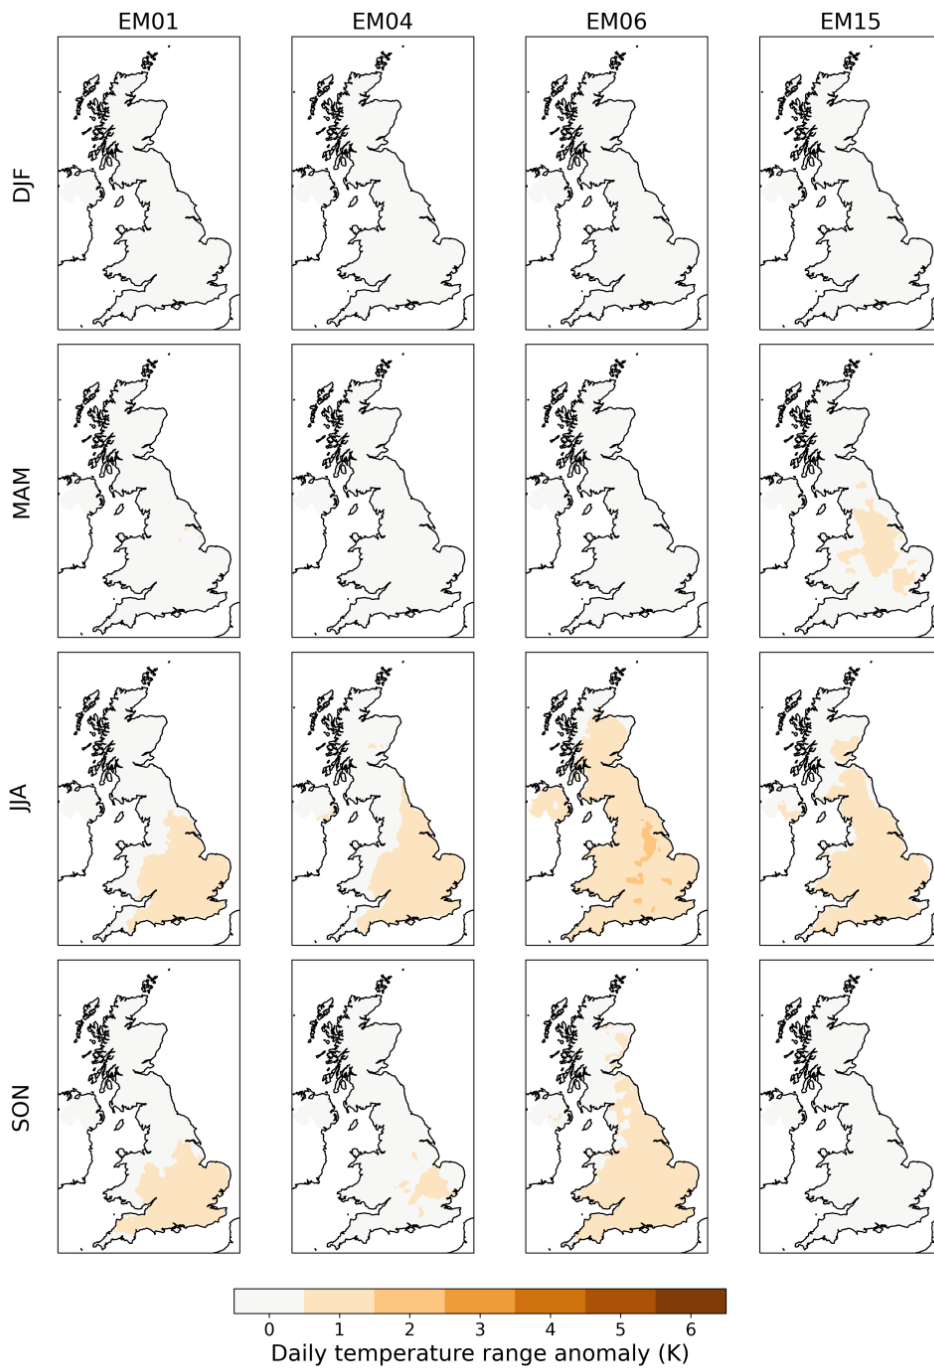 EM01 EM04 EM06 EM15
DJF
MAM
JJA
SON
0 1 2 3 4 5 6
Daily temperature range anomaly (K)